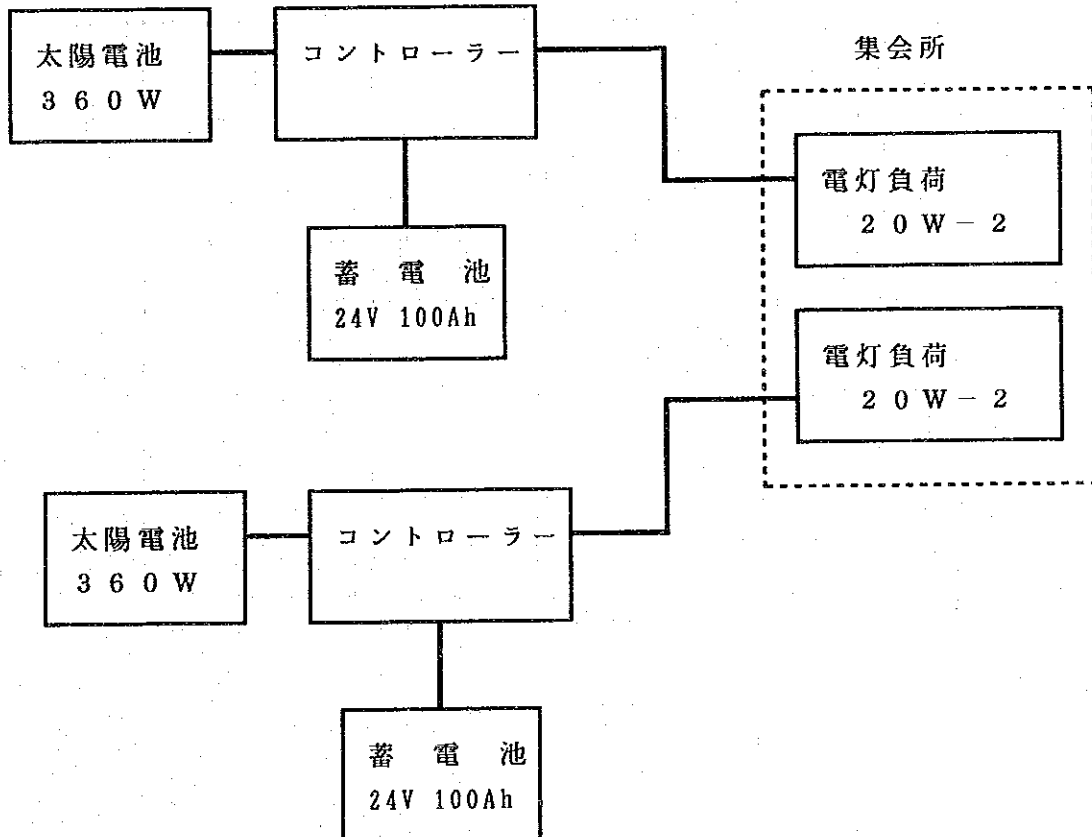 太陽電池
３６０Ｗ
コントローラー
集会所
電灯負荷
２０Ｗ－２
蓄 電 池
24V 100Ah
電灯負荷
２０Ｗ－２
太陽電池
３６０Ｗ
コントローラー
蓄 電 池
24V 100Ah